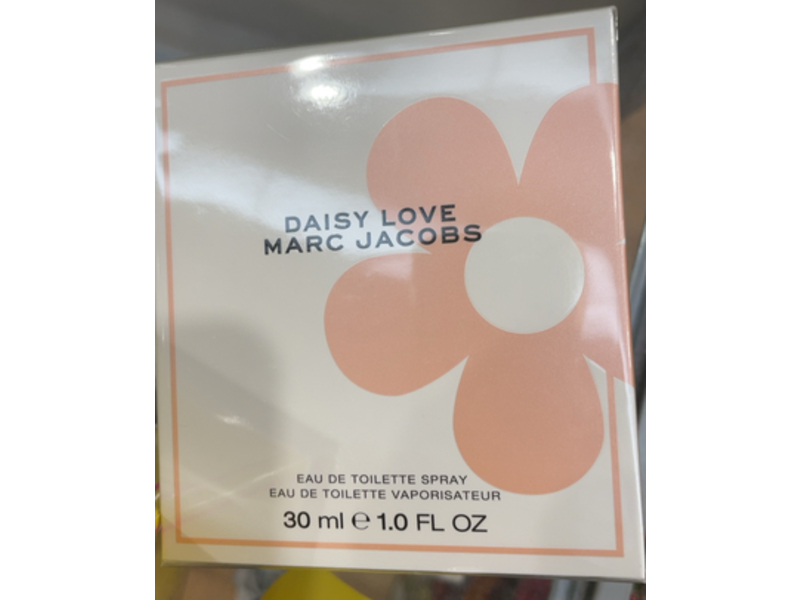 DAISY LOVE
MARC JACOBS
EAU DE TOILETTE SPRAY
EAU DE TOILETTE VAPORISATEUR
30 ml ℮ 1.0 FL OZ